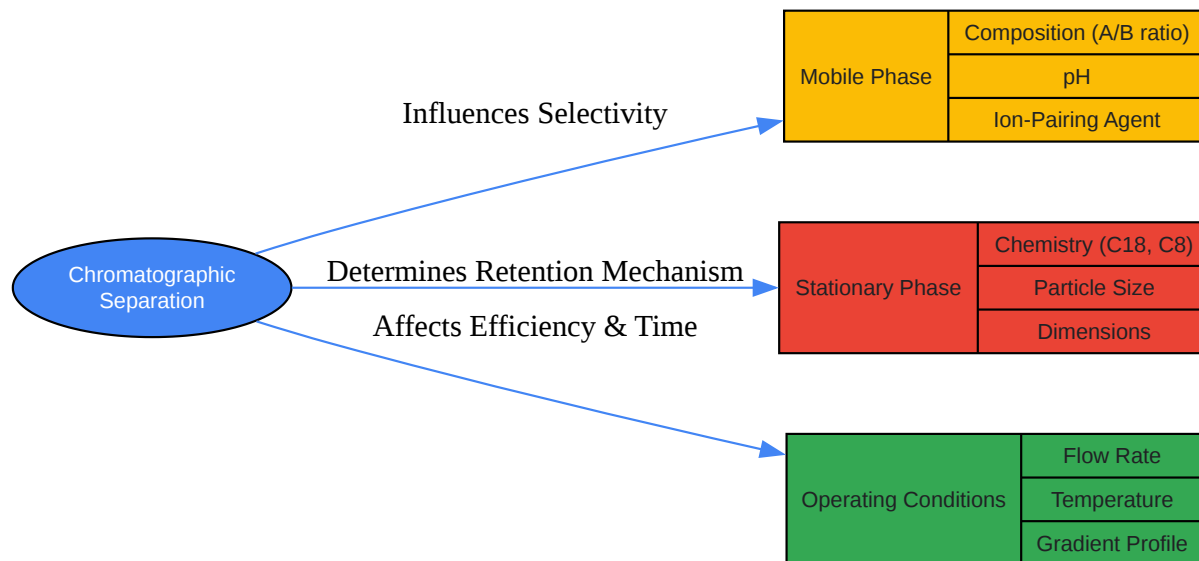 Chromatographic
Separation
Influences Selectivity
Determines Retention Mechanism
Affects Efficiency & Time
Mobile Phase
Composition (A/B ratio)
pH
Ion-Pairing Agent
Stationary Phase
Chemistry (C18, C8)
Particle Size
Dimensions
Operating Conditions
Flow Rate
Temperature
Gradient Profile